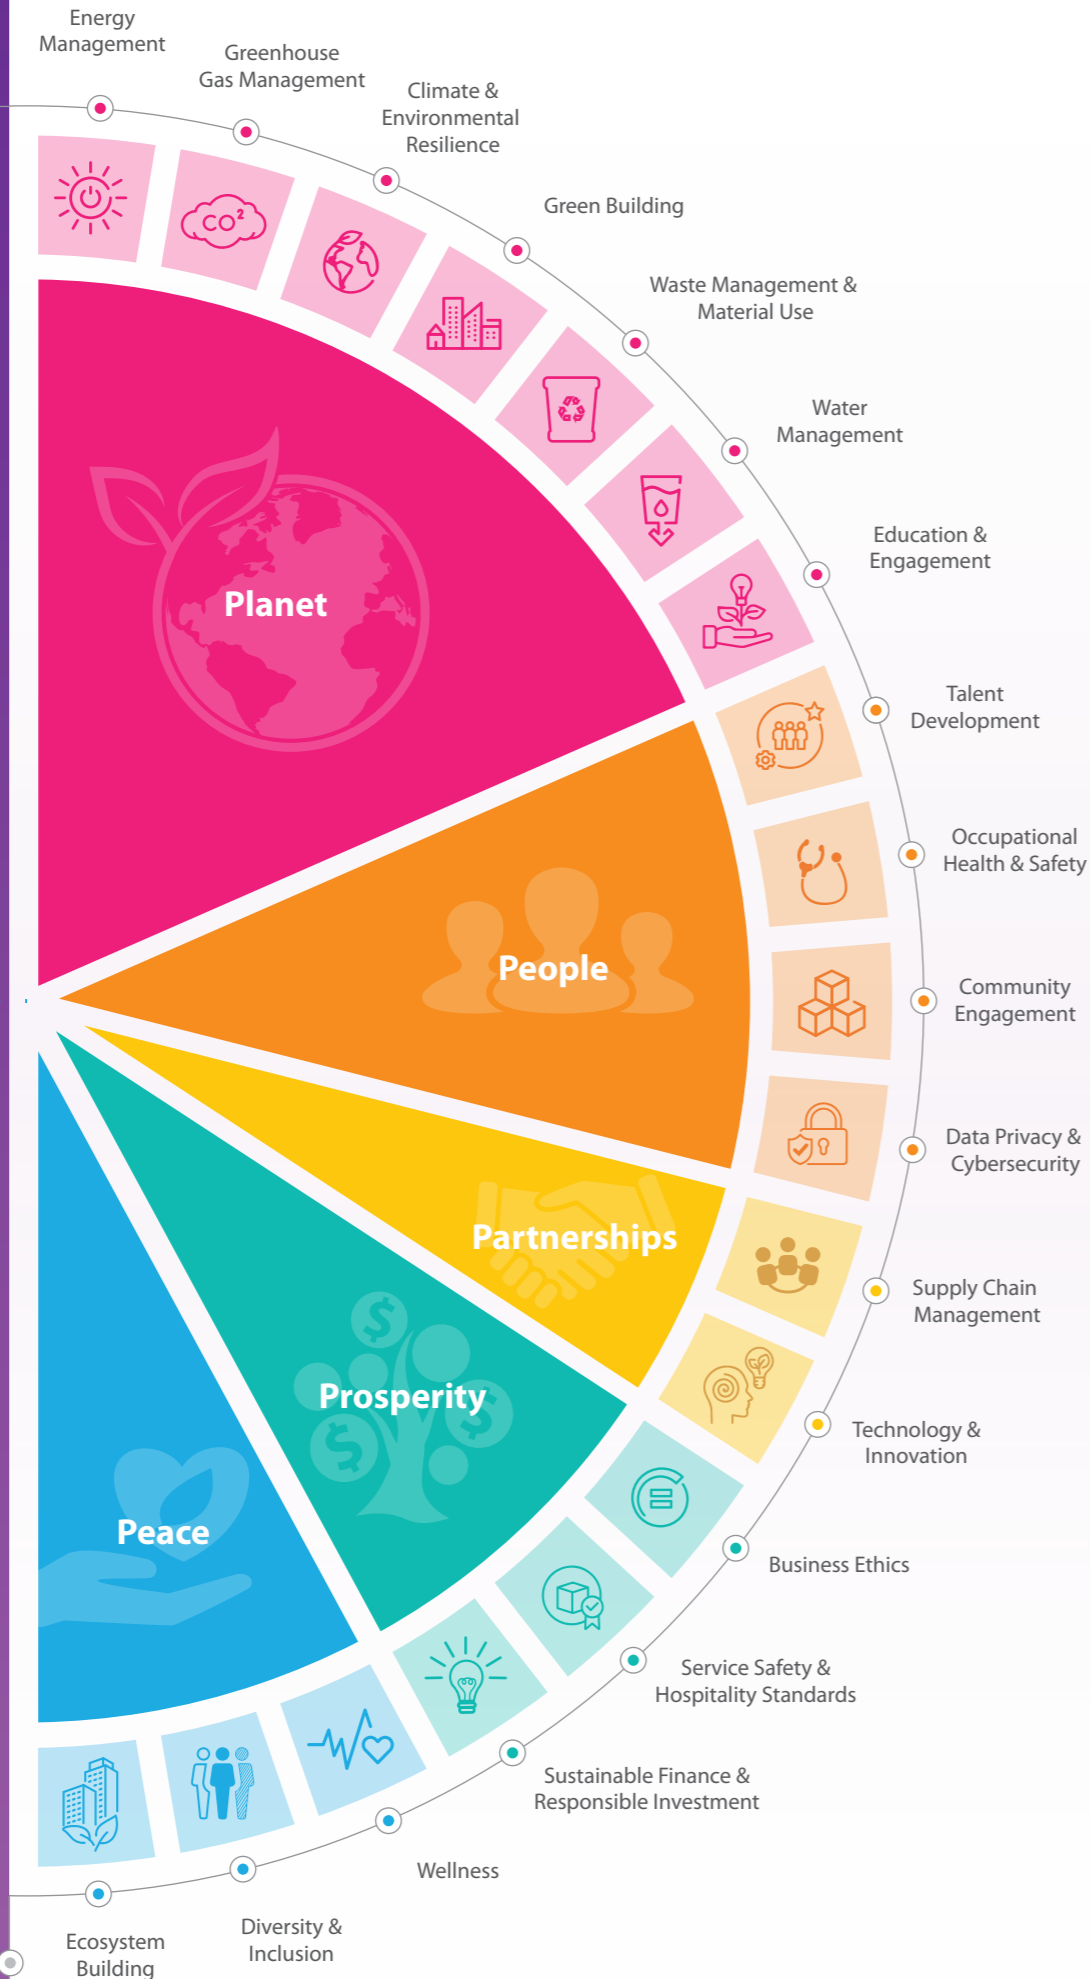 Energy
Management
Greenhouse
Gas Management
Climate &
Environmental
Resilience
Green Building
Waste Management &
Material Use
Water
Management
Education &
Engagement
Talent
Development
Occupational
Health & Safety
Community
Engagement
Data Privacy &
Cybersecurity
Supply Chain
Management
Technology &
Innovation
Business Ethics
Service Safety &
Hospitality Standards
Sustainable Finance &
Responsible Investment
Wellness
Diversity &
Inclusion
Ecosystem
Building
CO²
Planet
People
Partnerships
Prosperity
$
$
$
Peace